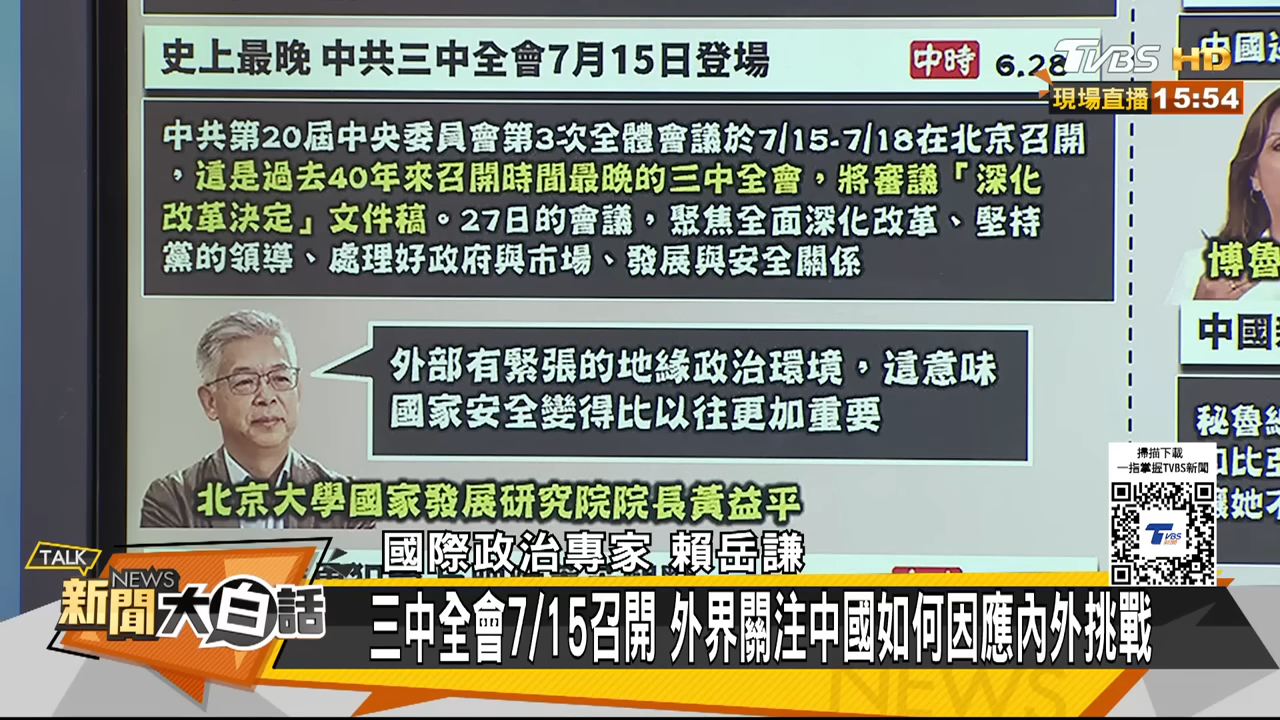 史上最晚 中共三中全會7月15日登場
中時 6.28
TVBS HD
現場直播 15:54
中共第20屆中央委員會第3次全體會議於7/15-7/18在北京召開
，這是過去40年來召開時間最晚的三中全會，將審議「深化
改革決定」文件稿。27日的會議，聚焦全面深化改革、堅持
黨的領導、處理好政府與市場、發展與安全關係
外部有緊張的地緣政治環境，這意味
國家安全變得比以往更加重要
北京大學國家發展研究院院長黃益平
中國
博魯
中國
秘魯
如比亞
讓她不
掃描下載
一指掌握TVBS新聞
TVBS
新聞
國際政治專家 賴岳謙
TALK
NEWS
新聞大白話
三中全會7/15召開 外界關注中國如何因應內外挑戰
NEWS